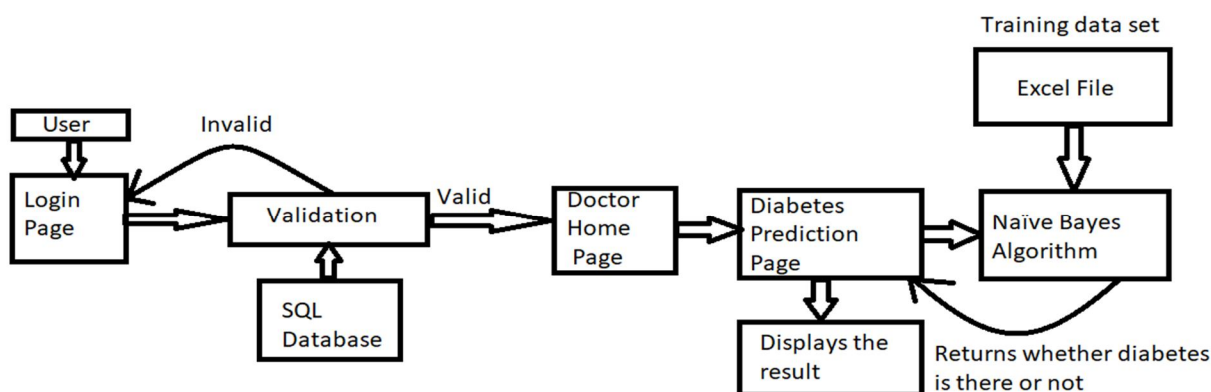 Training data set
Excel File
User
Invalid
Login
Page
Validation
Valid
SQL
Database
Doctor
Home
Page
Diabetes
Prediction
Page
Naïve Bayes
Algorithm
Displays the
result
Returns whether diabetes
is there or not